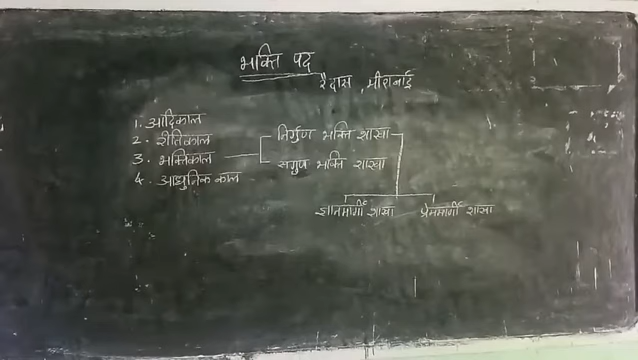 भक्ति पद
रैदास, मीराबाई
1. आदिकाल
2. रीतिकाल
3. भक्तिकाल
4. आधुनिक काल
निर्गुण भक्ति शाखा
सगुण भक्ति शाखा
ज्ञानमार्गी शाखा
प्रेममार्गी शाखा